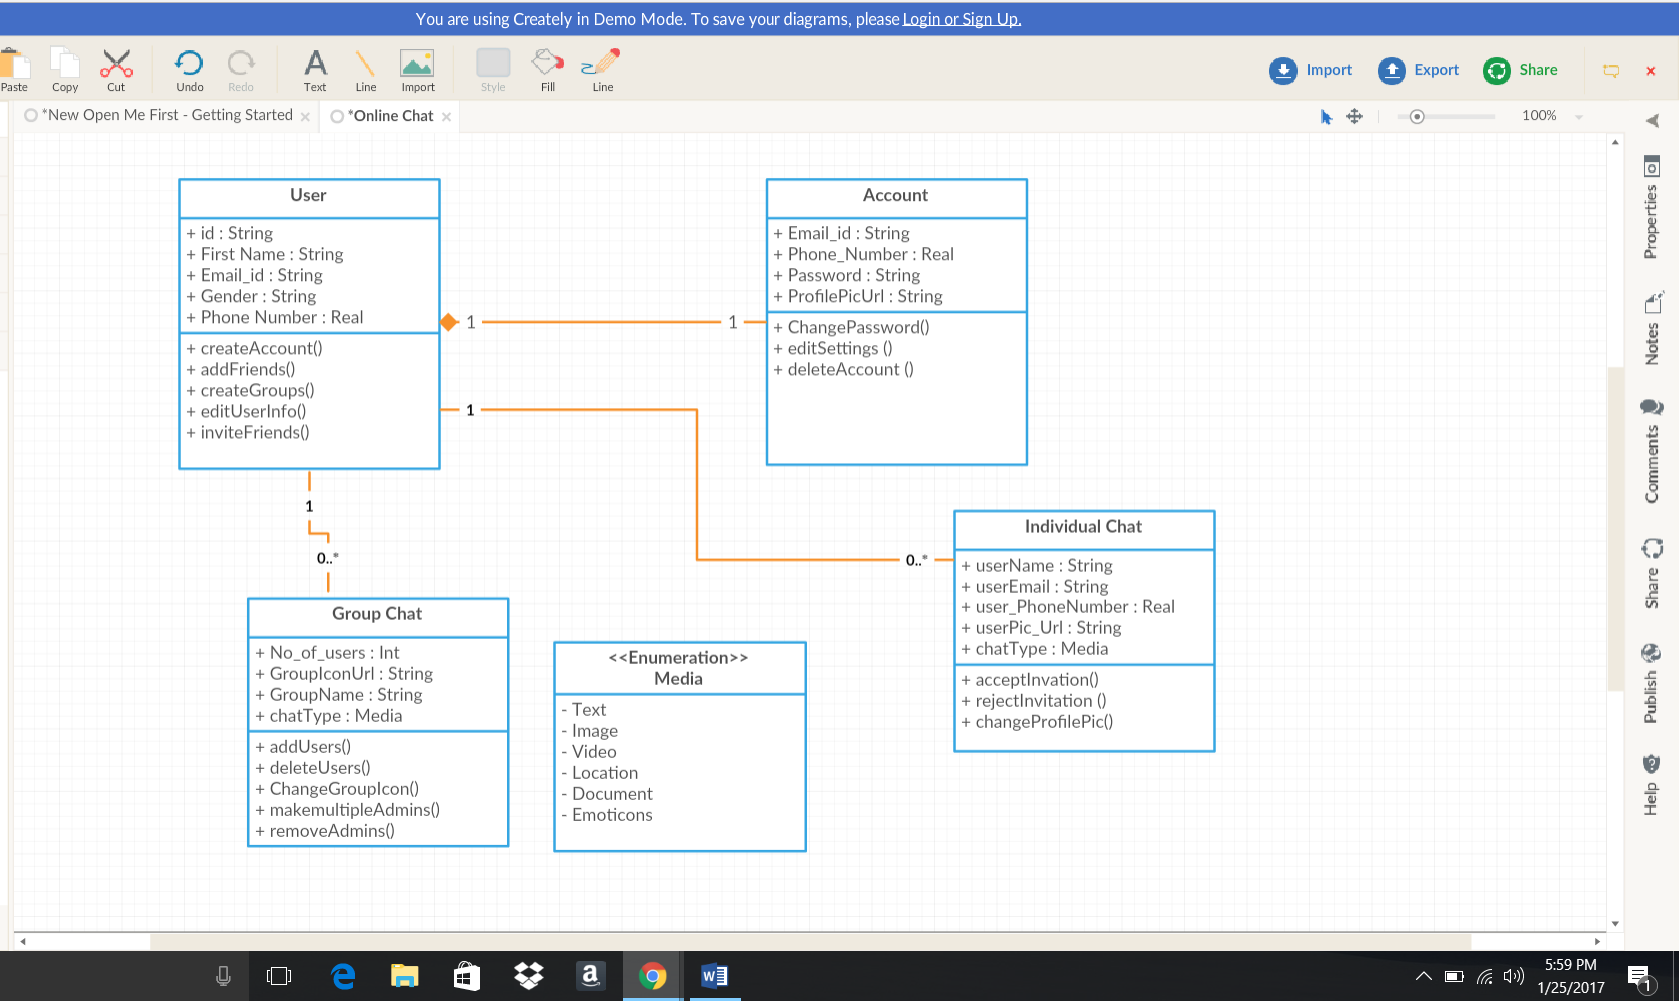 You are using Creately in Demo Mode. To save your diagrams, please Login or Sign Up.
Paste
Copy
Cut
Undo
Redo
Text
Line
Import
Style
Fill
Line
Import
Export
Share
*New Open Me First - Getting Started
*Online Chat
100%
User
+ id : String
+ First Name : String
+ Email_id : String
+ Gender : String
+ Phone Number : Real
+ createAccount()
+ addFriends()
+ createGroups()
+ editUserInfo()
+ inviteFriends()
1
1
Account
+ Email_id : String
+ Phone_Number : Real
+ Password : String
+ ProfilePicUrl : String
+ ChangePassword()
+ editSettings ()
+ deleteAccount ()
1
0..*
1
0..*
Individual Chat
+ userName : String
+ userEmail : String
+ user_PhoneNumber : Real
+ userPic_Url : String
+ chatType : Media
+ acceptInvation()
+ rejectInvitation ()
+ changeProfilePic()
Group Chat
+ No_of_users : Int
+ GroupIconUrl : String
+ GroupName : String
+ chatType : Media
+ addUsers()
+ deleteUsers()
+ ChangeGroupIcon()
+ makemultipleAdmins()
+ removeAdmins()
<<Enumeration>>
Media
- Text
- Image
- Video
- Location
- Document
- Emoticons
Properties
Notes
Comments
Share
Publish
Help
5:59 PM
1/25/2017
1